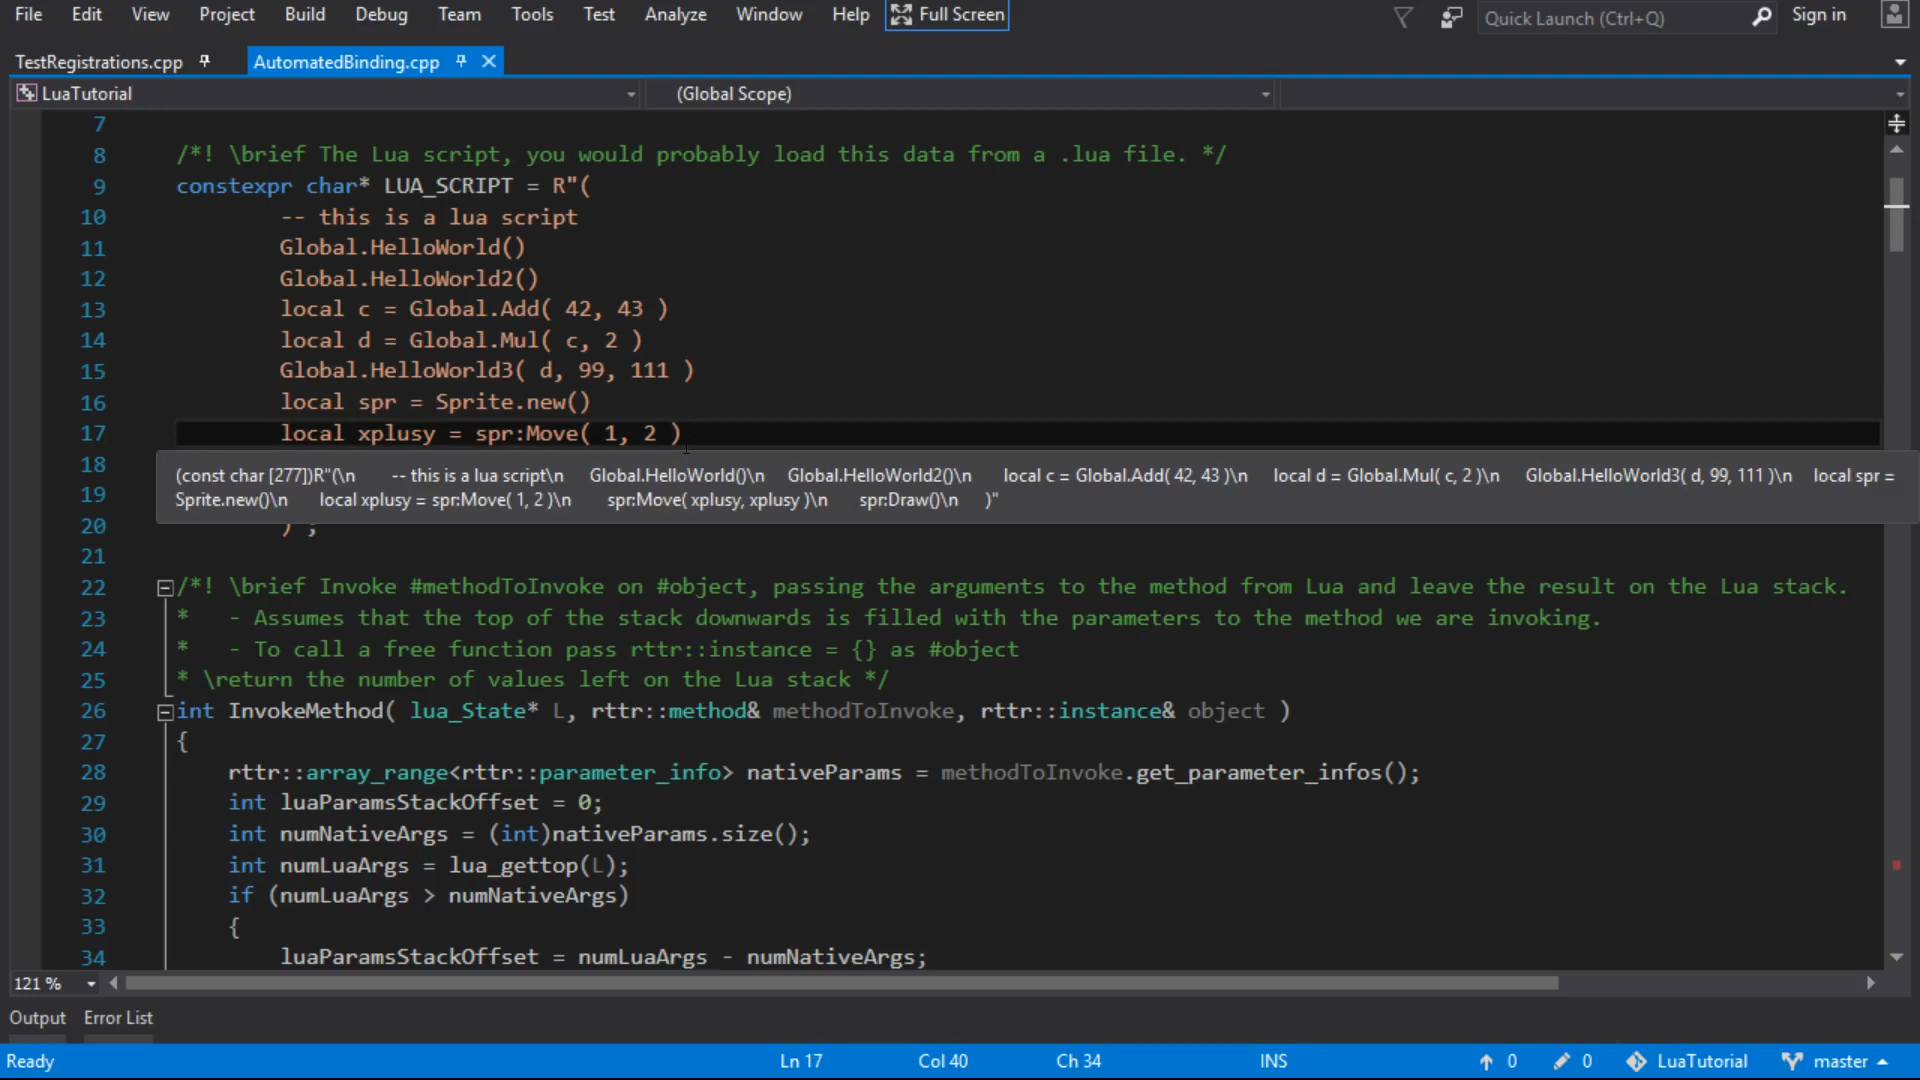 File Edit View Project Build Debug Team Tools Test Analyze Window Help Full Screen Quick Launch (Ctrl+Q) Sign in
TestRegistrations.cpp AutomatedBinding.cpp
LuaTutorial (Global Scope)
7
8 /*! \brief The Lua script, you would probably load this data from a .lua file. */
9 constexpr char* LUA_SCRIPT = R"(
10 -- this is a lua script
11 Global.HelloWorld()
12 Global.HelloWorld2()
13 local c = Global.Add( 42, 43 )
14 local d = Global.Mul( c, 2 )
15 Global.HelloWorld3( d, 99, 111 )
16 local spr = Sprite.new()
17 local xplusy = spr:Move( 1, 2 )
18
(const char [277])R"(\n -- this is a lua script\n Global.HelloWorld()\n Global.HelloWorld2()\n local c = Global.Add( 42, 43 )\n local d = Global.Mul( c, 2 )\n Global.HelloWorld3( d, 99, 111 )\n local spr =
19
Sprite.new()\n local xplusy = spr:Move( 1, 2 )\n spr:Move( xplusy, xplusy )\n spr:Draw()\n )"
20 ) ;
21
22 /*! \brief Invoke #methodToInvoke on #object, passing the arguments to the method from Lua and leave the result on the Lua stack.
23 * - Assumes that the top of the stack downwards is filled with the parameters to the method we are invoking.
24 * - To call a free function pass rttr::instance = {} as #object
25 * \return the number of values left on the Lua stack */
26 int InvokeMethod( lua_State* L, rttr::method& methodToInvoke, rttr::instance& object )
27 {
28 rttr::array_range<rttr::parameter_info> nativeParams = methodToInvoke.get_parameter_infos();
29 int luaParamsStackOffset = 0;
30 int numNativeArgs = (int)nativeParams.size();
31 int numLuaArgs = lua_gettop(L);
32 if (numLuaArgs > numNativeArgs)
33 {
34 luaParamsStackOffset = numLuaArgs - numNativeArgs;
121 %
Output Error List
Ready Ln 17 Col 40 Ch 34 INS 0 0 LuaTutorial master